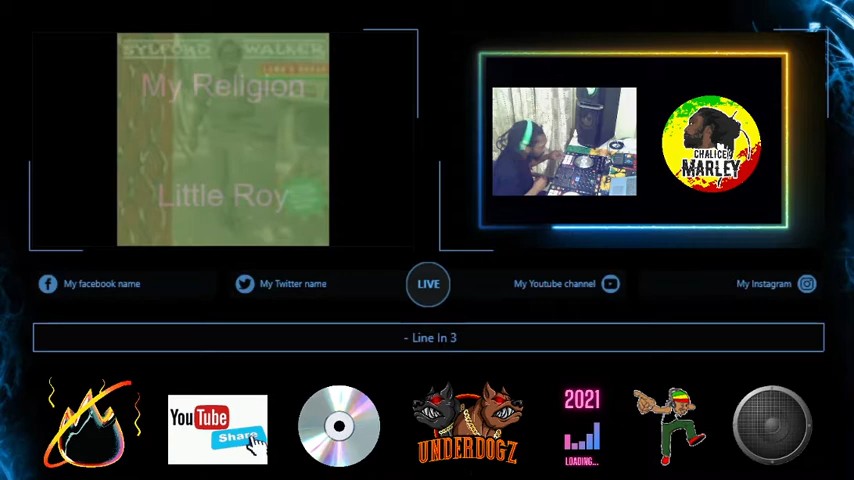 SYLFORD WALKER
My Religion
Little Roy
CHALICE
MARLEY
My facebook name
My Twitter name
LIVE
My Youtube channel
My Instagram
- Line In 3
YouTube
Share
UNDERDOGZ
2021
LOADING...